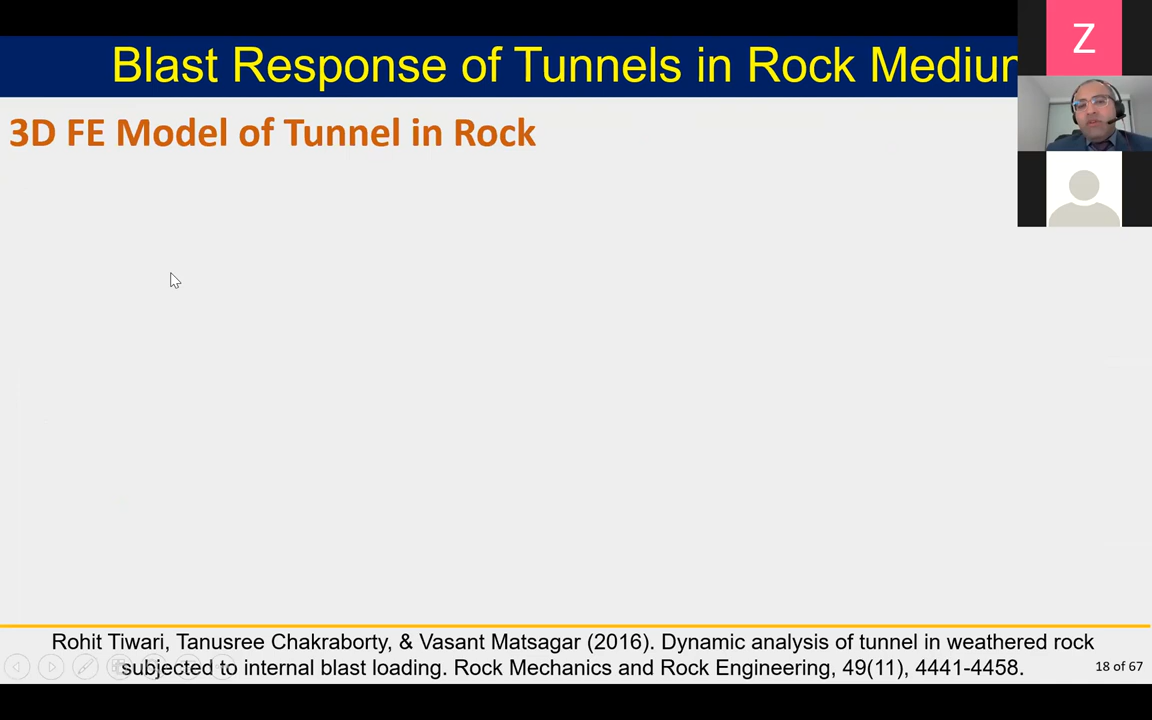 Blast Response of Tunnels in Rock Medium
Z
3D FE Model of Tunnel in Rock
Rohit Tiwari, Tanusree Chakraborty, & Vasant Matsagar (2016). Dynamic analysis of tunnel in weathered rock
subjected to internal blast loading. Rock Mechanics and Rock Engineering, 49(11), 4441-4458.
18 of 67